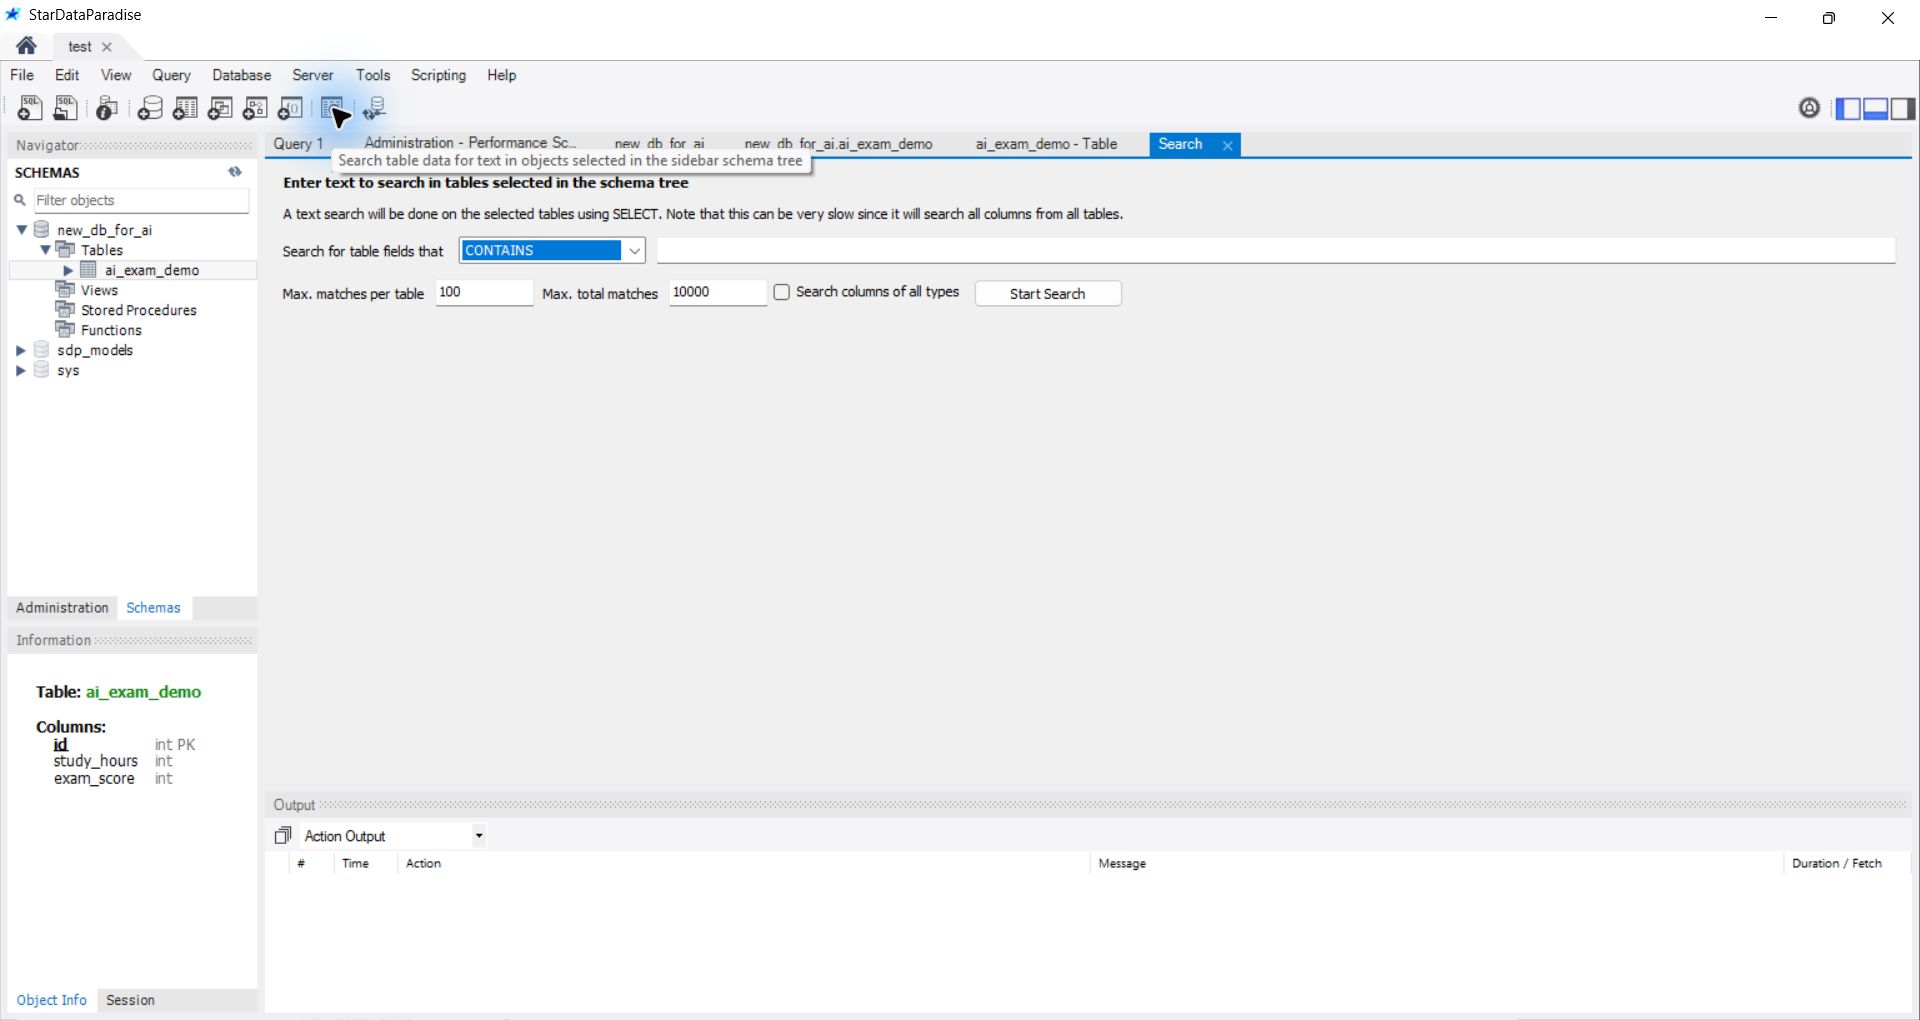 StarDataParadise
test
File Edit View Query Database Server Tools Scripting Help
SQL SQL
Navigator
SCHEMAS
Filter objects
new_db_for_ai
Tables
ai_exam_demo
Views
Stored Procedures
Functions
sdp_models
sys
Administration Schemas
Information
Table: ai_exam_demo
Columns:
id int PK
study_hours int
exam_score int
Object Info Session
Query 1 Administration - Performance Sc... new_db_for_ai new_db_for_ai.ai_exam_demo ai_exam_demo - Table Search
Search table data for text in objects selected in the sidebar schema tree
Enter text to search in tables selected in the schema tree
A text search will be done on the selected tables using SELECT. Note that this can be very slow since it will search all columns from all tables.
Search for table fields that CONTAINS
Max. matches per table 100 Max. total matches 10000 Search columns of all types Start Search
Output
Action Output
# Time Action Message Duration / Fetch